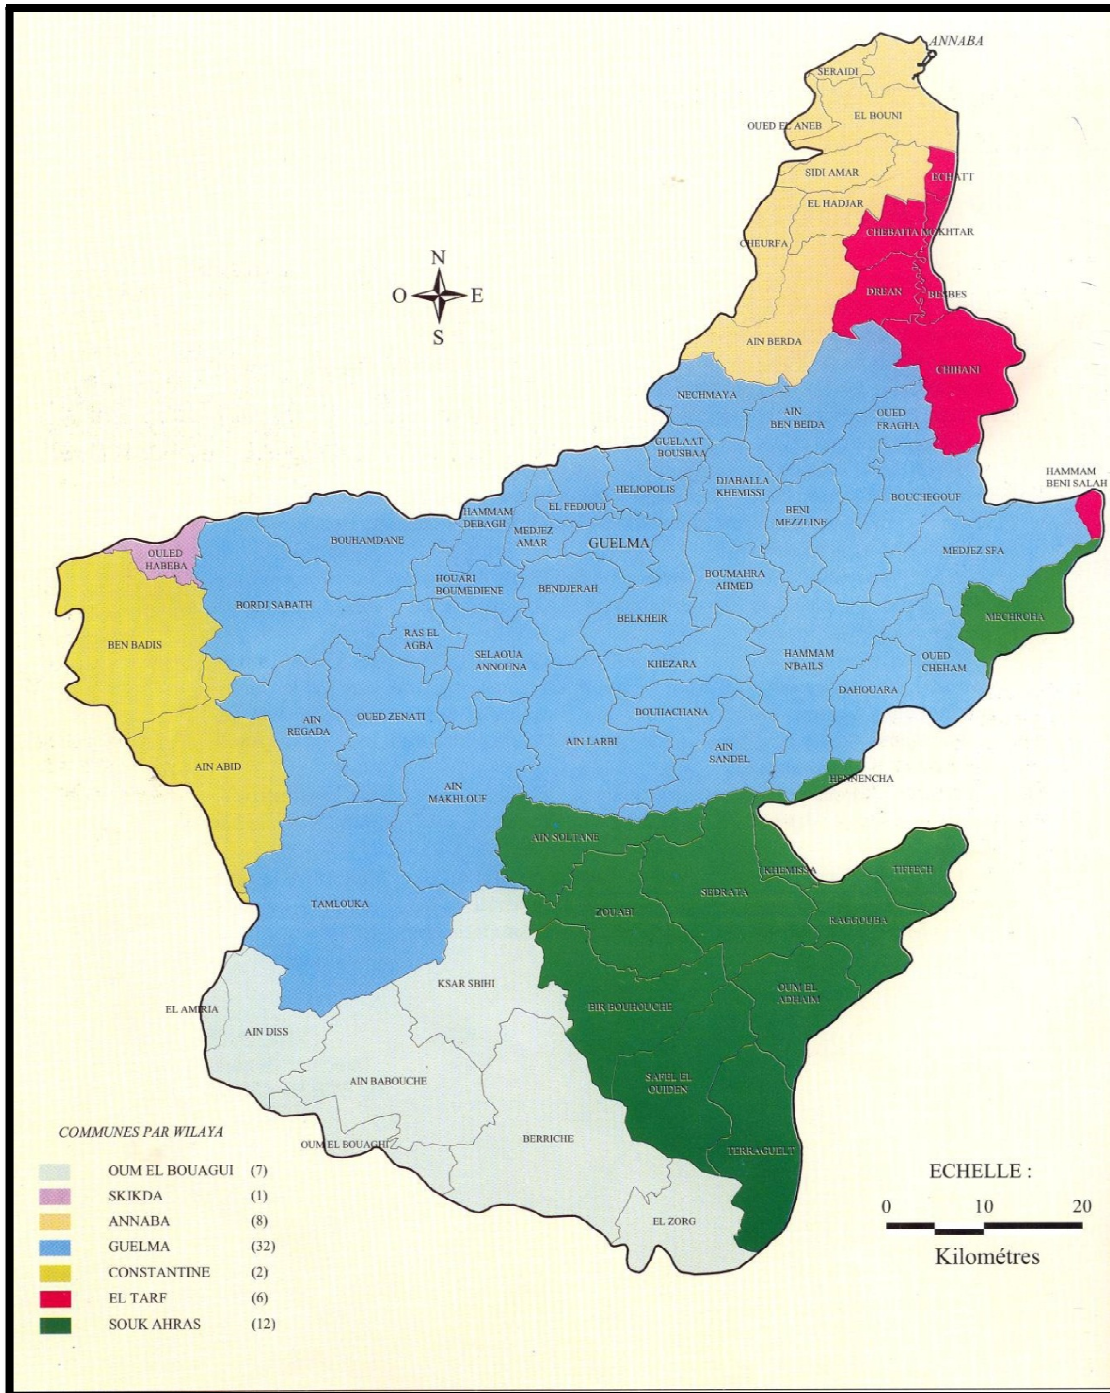 ANNABA
SERAIDI
EL BOUNI
OUED EL ANEB
SIDI AMAR
ECHATT
EL HADJAR
CHEBAITA MOKHTAR
CHEURFA
N
O
E
S
DREAN
BESBES
AIN BERDA
CHIHANI
NECHMAYA
AIN
BEN BEIDA
OUED
FRAGHA
GUELAAT
BOUSBAA
HAMMAM
BENI SALAH
DJABALLA
KHEMISSI
HELIOPOLIS
BOUCHEGOUF
EL FEDJOUJ
HAMMAM
DEBAGH
BENI
MEZZLINE
MEDJEZ
AMAR
BOUHAMDANE
GUELMA
MEDJEZ SFA
OULED
HABEBA
HOUARI
BOUMEDIENE
BENDJERAH
BOUMAHRA
AHMED
BORDJ SABATH
BELKHEIR
MECHROHA
RAS EL
AGBA
BEN BADIS
SELAOUA
ANNOUNA
KHEZARA
HAMMAM
N'BAILS
OUED
CHEHAM
DAHOUARA
OUED ZENATI
BOUHACHANA
AIN
REGADA
AIN LARBI
AIN
SANDEL
AIN ABID
HENNENCHA
AIN
MAKHLOUF
AIN SOLTANE
KHEMISSA
TIFFECH
SEDRATA
TAMLOUKA
ZOUABI
RAGGOUBA
KSAR SBIHI
OUM EL
ADHAIM
BIR BOUHOUCHE
EL AMIRIA
AIN DISS
AIN BABOUCHE
SAFEL EL
OUIDEN
OUM EL BOUAGHI
BERRICHE
TERRAGUELT
EL ZORG
COMMUNES PAR WILAYA
OUM EL BOUAGUI (7)
SKIKDA (1)
ANNABA (8)
GUELMA (32)
CONSTANTINE (2)
EL TARF (6)
SOUK AHRAS (12)
ECHELLE :
0 10 20
Kilométres